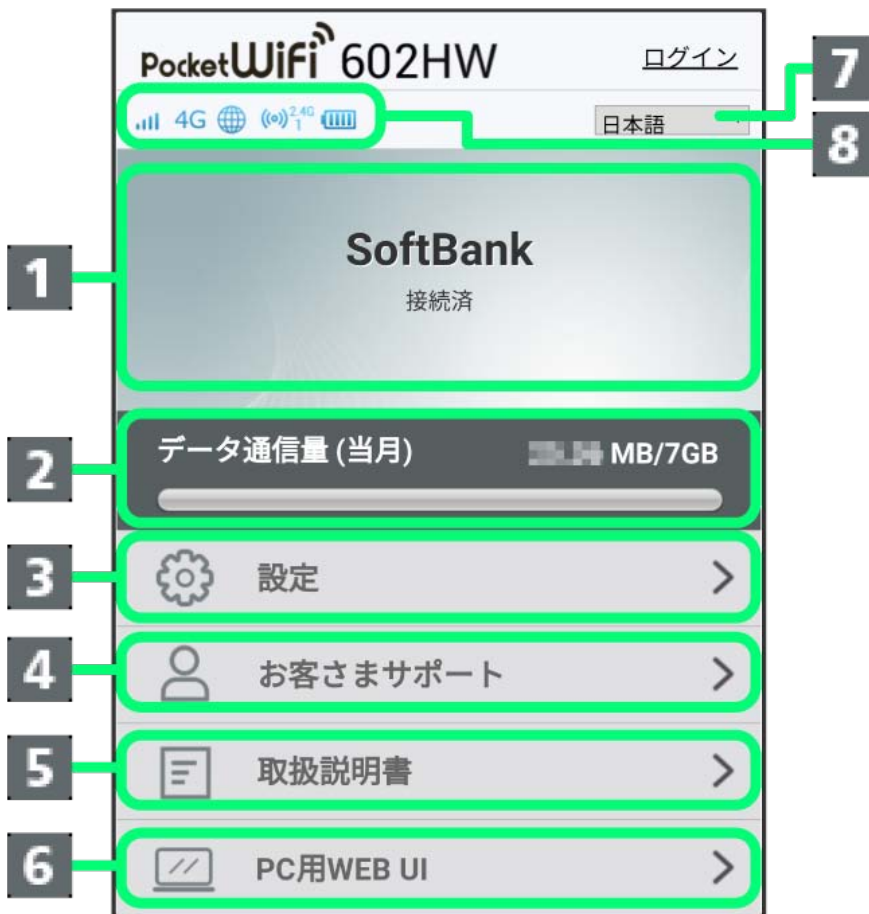 PocketWiFi 602HW ログイン
7
4G 2.4G 1 日本語
8
SoftBank
1
接続済
データ通信量 (当月) MB/7GB
2
3 設定
4 お客さまサポート
5 取扱説明書
6 PC用WEB UI